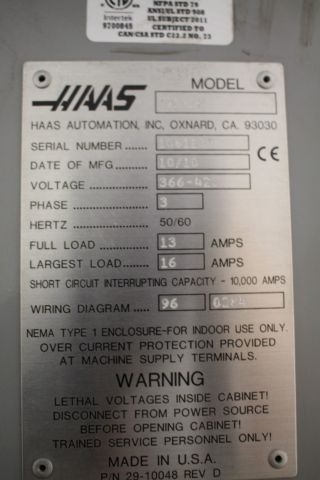 NFPA STD 79
Intertek ANSI/UL STD 508
9700845 UL SUBJECT 2011
CERTIFIED TO
CAN/CSA STD C22.2 NO. 73
MODEL
HAAS
HAAS AUTOMATION, INC, OXNARD, CA. 93030
SERIAL NUMBER .....
DATE OF MFG ........ 10/10 CE
VOLTAGE ...............
PHASE .................... 3
HERTZ 50/60
FULL LOAD ............ 13 AMPS
LARGEST LOAD...... 16 AMPS
SHORT CIRCUIT INTERRUPTING CAPACITY - 10,000 AMPS
WIRING DIAGRAM..... 96
NEMA TYPE 1 ENCLOSURE-FOR INDOOR USE ONLY.
OVER CURRENT PROTECTION PROVIDED
AT MACHINE SUPPLY TERMINALS.
WARNING
LETHAL VOLTAGES INSIDE CABINET!
DISCONNECT FROM POWER SOURCE
BEFORE OPENING CABINET!
TRAINED SERVICE PERSONNEL ONLY!
MADE IN U.S.A.
P/N 29-10048 REV D